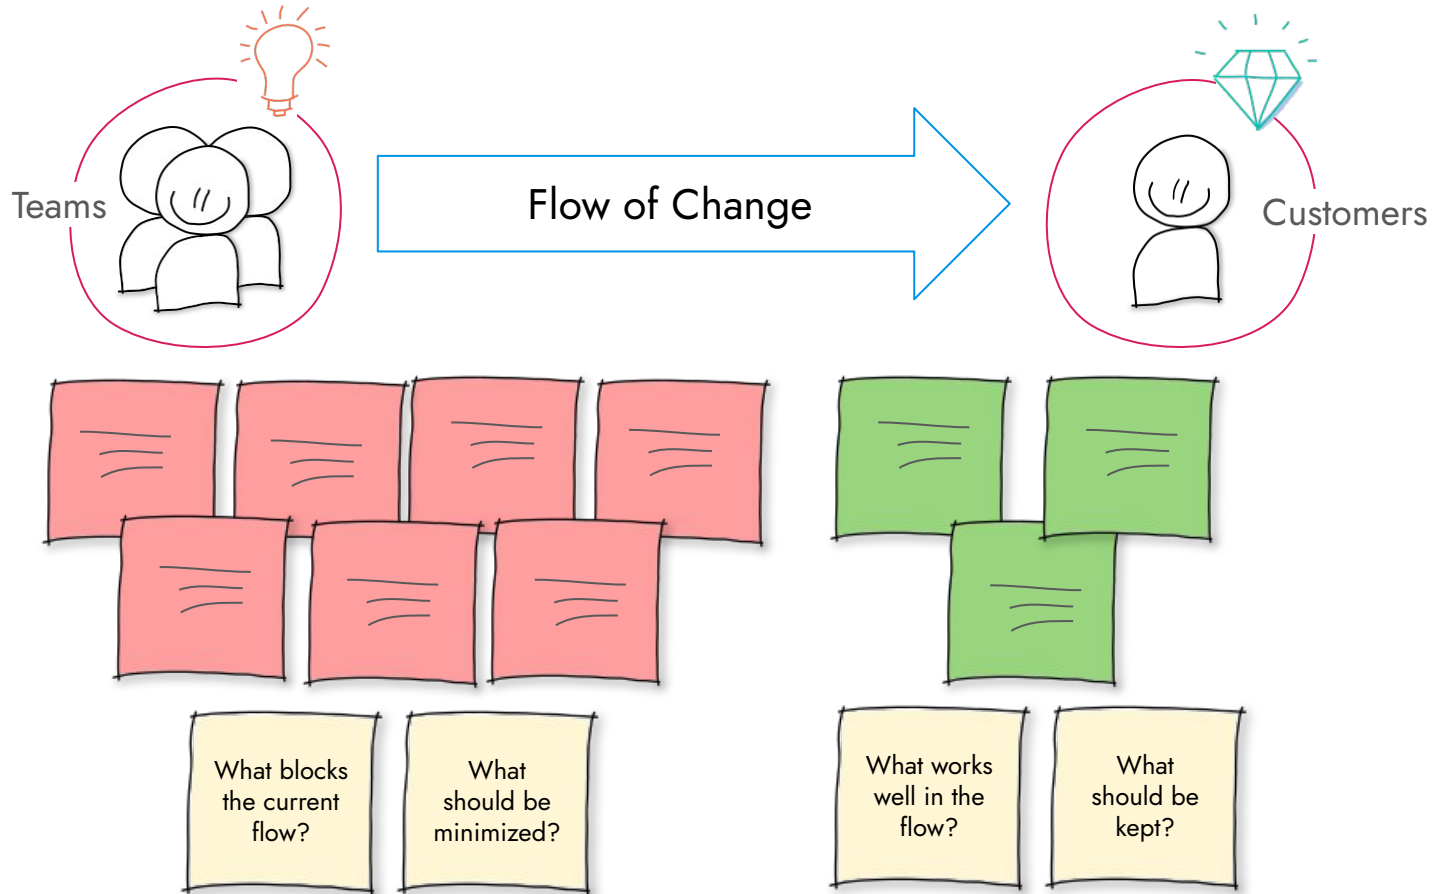 Teams
Flow of Change
Customers
What blocks
the current
flow?
What
should be
minimized?
What works
well in the
flow?
What
should be
kept?